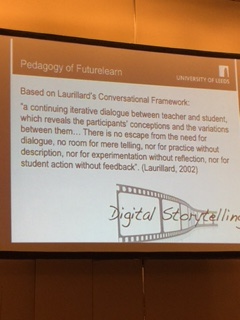 Pedagogy of Futurelearn
UNIVERSITY OF LEEDS
Based on Laurillard's Conversational Framework:
"a continuing iterative dialogue between teacher and student,
which reveals the participants' conceptions and the variations
between them... There is no escape from the need for
dialogue, no room for mere telling, nor for practice without
description, nor for experimentation without reflection, nor for
student action without feedback". (Laurillard, 2002)
Digital Storytelling